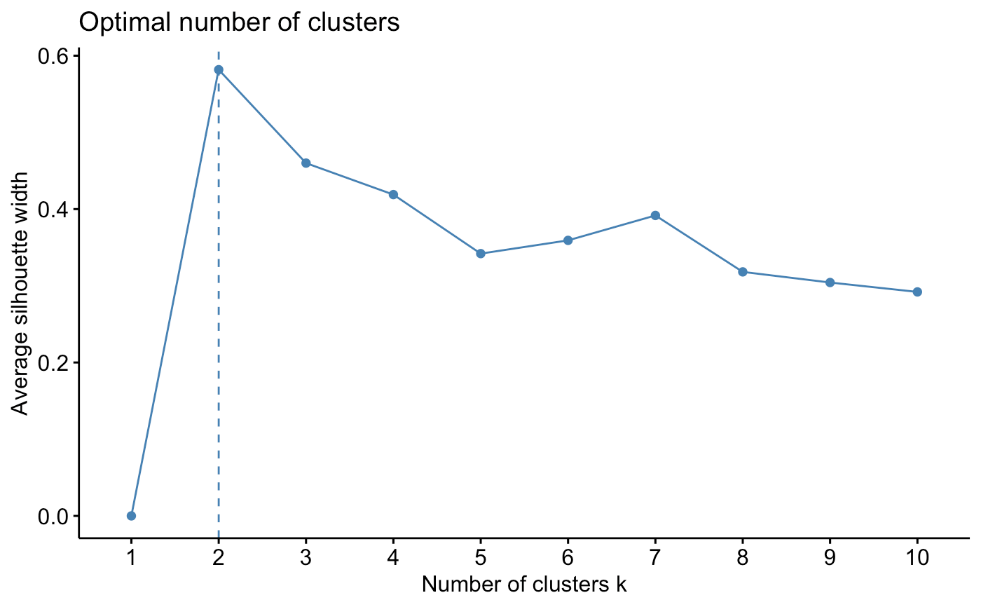 Optimal number of clusters
0.6
0.4
0.2
0.0
Average silhouette width
1 2 3 4 5 6 7 8 9 10
Number of clusters k